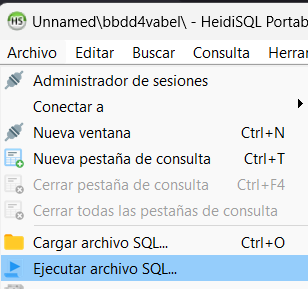 HS Unnamed\bbdd4vabel\ - HeidiSQL Portab
Archivo Editar Buscar Consulta Herrar
Administrador de sesiones
Conectar a
Nueva ventana Ctrl+N
Nueva pestaña de consulta Ctrl+T
Cerrar pestaña de consulta Ctrl+F4
Cerrar todas las pestañas de consulta
Cargar archivo SQL... Ctrl+O
Ejecutar archivo SQL...